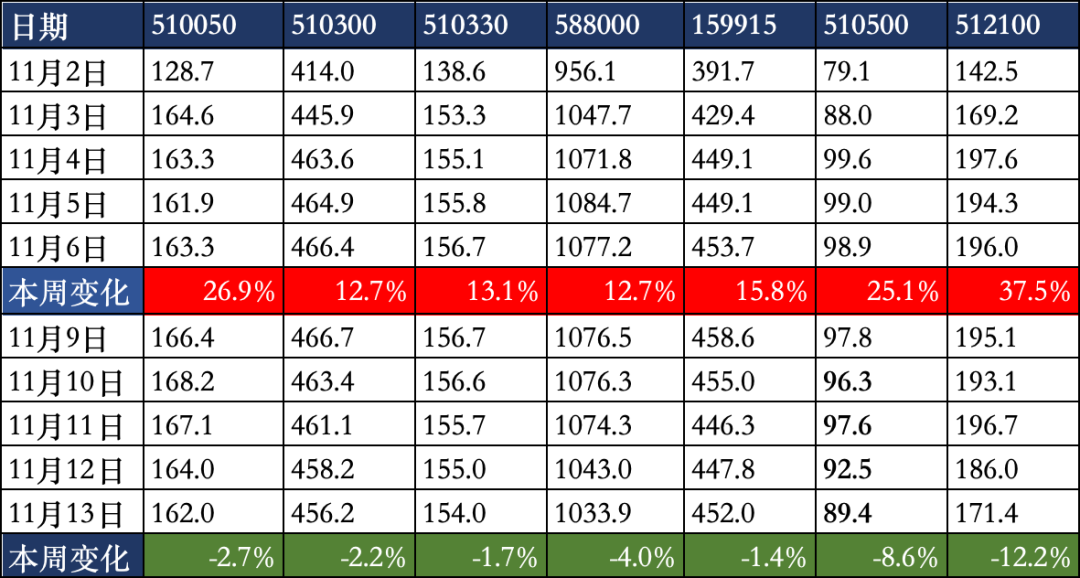 日期 510050 510300 510330 588000 159915 510500 512100
11月2日 128.7 414.0 138.6 956.1 391.7 79.1 142.5
11月3日 164.6 445.9 153.3 1047.7 429.4 88.0 169.2
11月4日 163.3 463.6 155.1 1071.8 449.1 99.6 197.6
11月5日 161.9 464.9 155.8 1084.7 449.1 99.0 194.3
11月6日 163.3 466.4 156.7 1077.2 453.7 98.9 196.0
本周变化 26.9% 12.7% 13.1% 12.7% 15.8% 25.1% 37.5%
11月9日 166.4 466.7 156.7 1076.5 458.6 97.8 195.1
11月10日 168.2 463.4 156.6 1076.3 455.0 96.3 193.1
11月11日 167.1 461.1 155.7 1074.3 446.3 97.6 196.7
11月12日 164.0 458.2 155.0 1043.0 447.8 92.5 186.0
11月13日 162.0 456.2 154.0 1033.9 452.0 89.4 171.4
本周变化 -2.7% -2.2% -1.7% -4.0% -1.4% -8.6% -12.2%